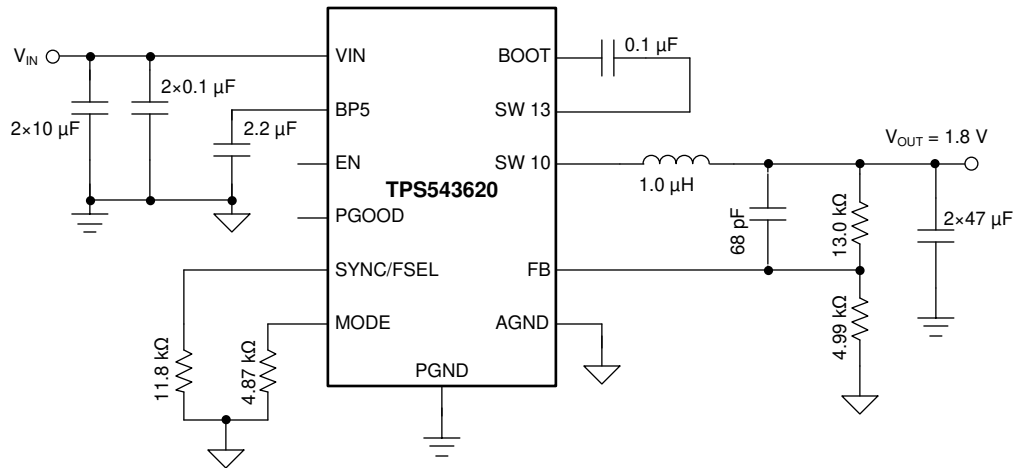 V_IN
2×10 µF
2×0.1 µF
2.2 µF
VIN
BP5
EN
PGOOD
SYNC/FSEL
MODE
11.8 kΩ
4.87 kΩ
TPS543620
PGND
BOOT
SW 13
SW 10
FB
AGND
0.1 µF
1.0 µH
68 pF
13.0 kΩ
4.99 kΩ
V_OUT = 1.8 V
2×47 µF